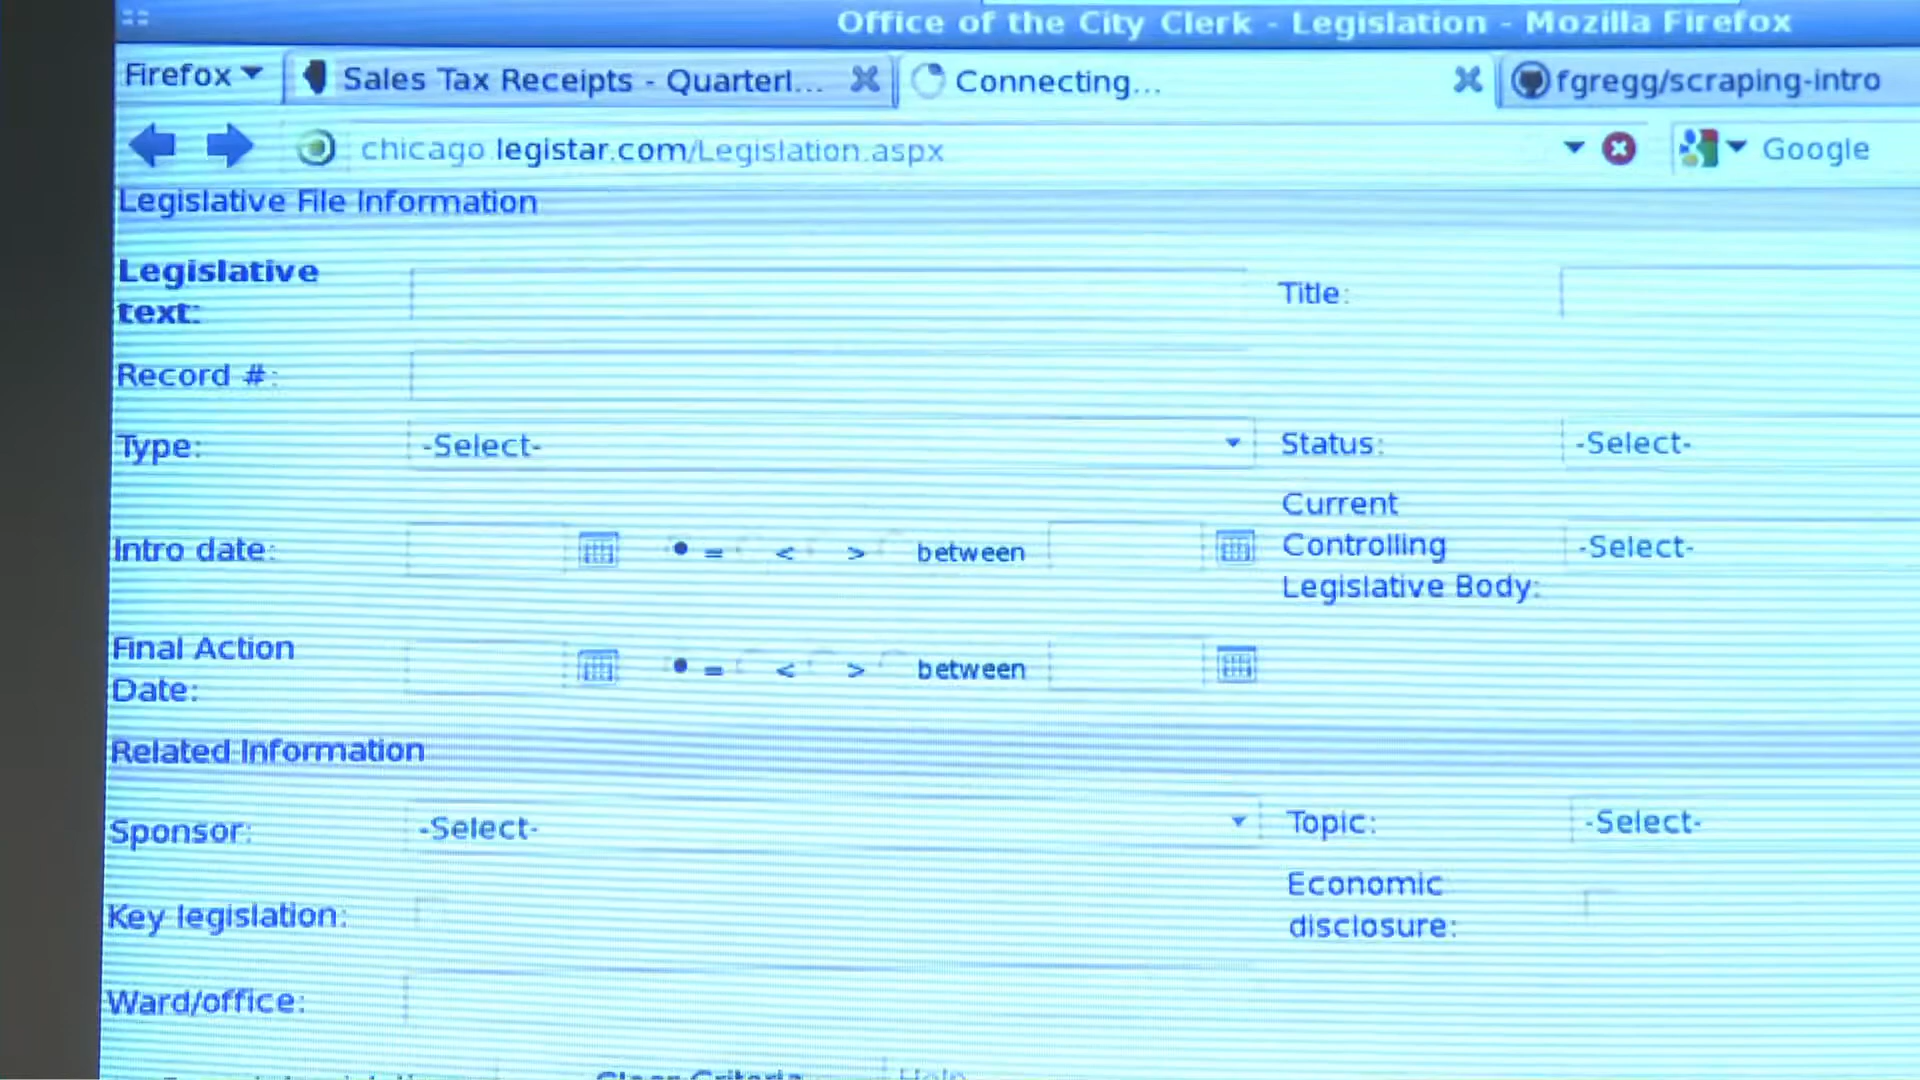 Office of the City Clerk - Legislation - Mozilla Firefox
Firefox
Sales Tax Receipts - Quarterl...
Connecting...
fgregg/scraping-intro
chicago.legistar.com/Legislation.aspx
Google
Legislative File Information
Legislative text:
Title:
Record #:
Type:
-Select-
Status:
-Select-
Intro date:
= < > between
Current Controlling Legislative Body:
-Select-
Final Action Date:
= < > between
Related Information
Sponsor:
-Select-
Topic:
-Select-
Key legislation:
Economic disclosure:
Ward/office:
Clear Criteria
Help